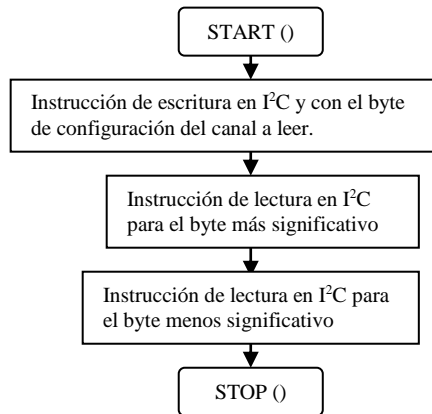 START ()
Instrucción de escritura en I²C y con el byte
de configuración del canal a leer.
Instrucción de lectura en I²C
para el byte más significativo
Instrucción de lectura en I²C para
el byte menos significativo
STOP ()